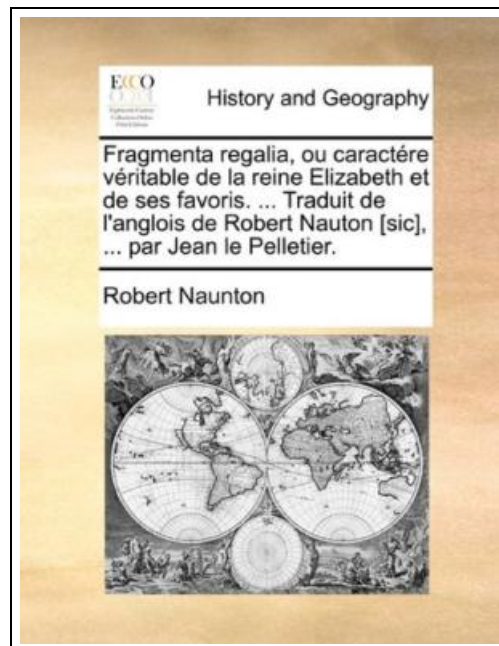 ECCO
History and Geography
Fragmenta regalia, ou caractére
véritable de la reine Elizabeth et
de ses favoris. ... Traduit de
l'anglois de Robert Nauton [sic],
... par Jean le Pelletier.
Robert Naunton